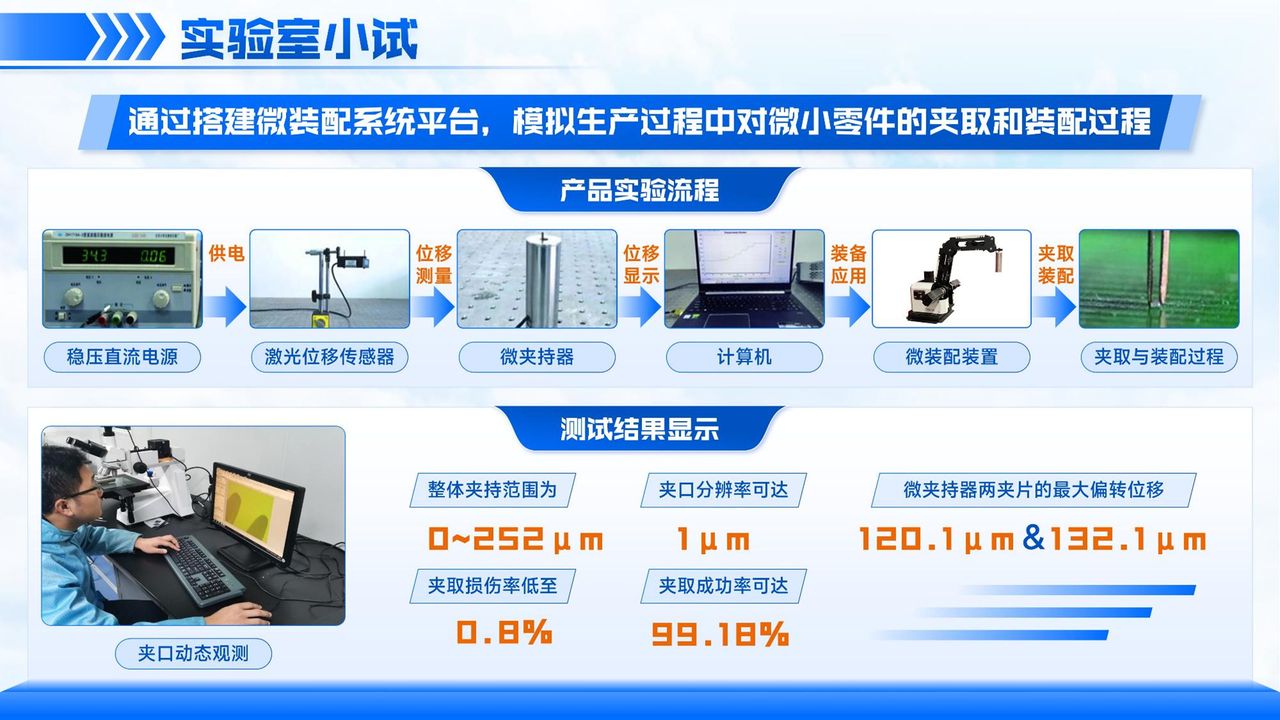 实验室小试
通过搭建微装配系统平台，模拟生产过程中对微小零件的夹取和装配过程
产品实验流程
343
0.06
供电
位移
测量
位移
显示
装备
应用
夹取
装配
稳压直流电源
激光位移传感器
微夹持器
计算机
微装配装置
夹取与装配过程
测试结果显示
整体夹持范围为
0~252μm
夹口分辨率可达
1μm
微夹持器两夹片的最大偏转位移
120.1μm&132.1μm
夹取损伤率低至
0.8%
夹取成功率可达
99.18%
夹口动态观测